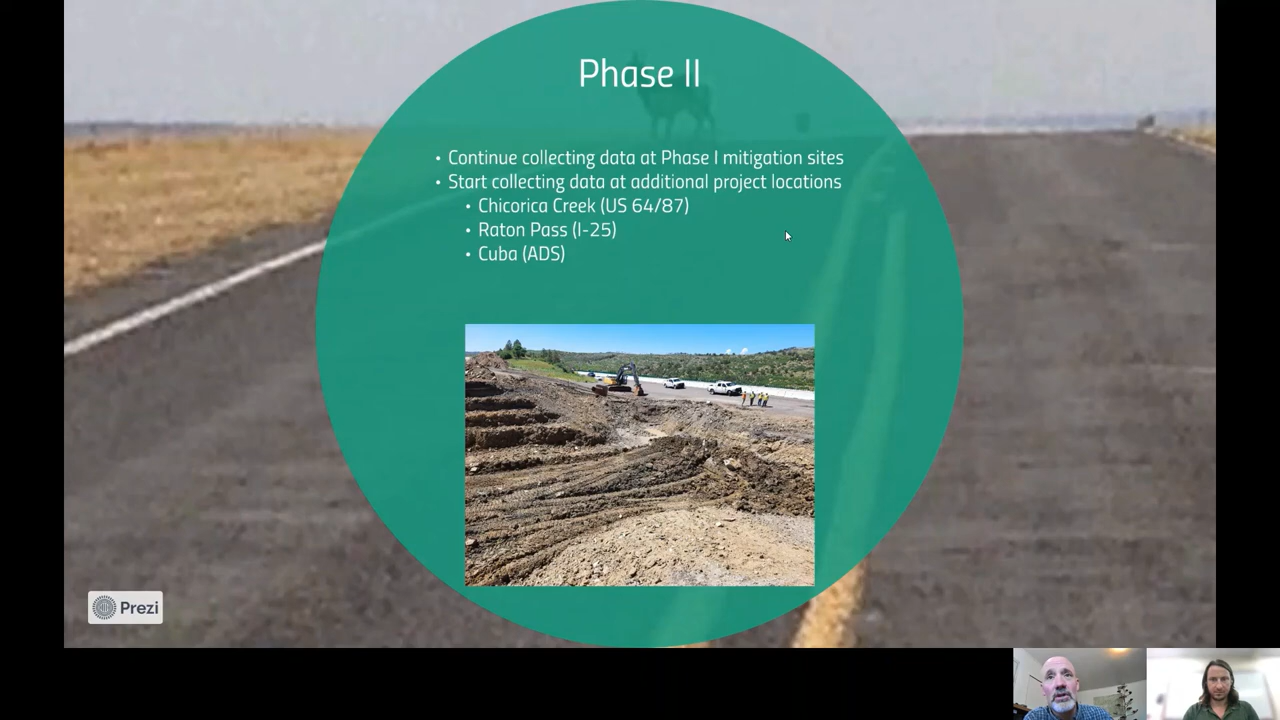 Phase II
• Continue collecting data at Phase I mitigation sites
• Start collecting data at additional project locations
• Chicorica Creek (US 64/87)
• Raton Pass (I-25)
• Cuba (ADS)
Prezi